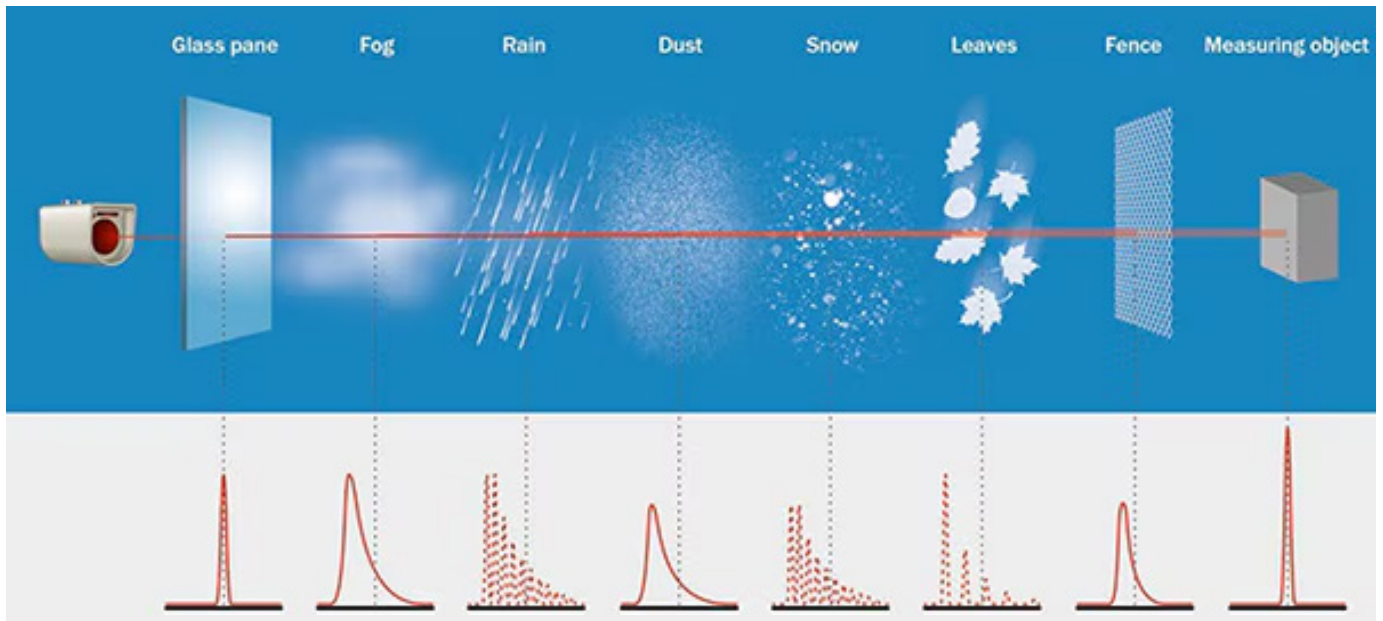 Glass pane
Fog
Rain
Dust
Snow
Leaves
Fence
Measuring object